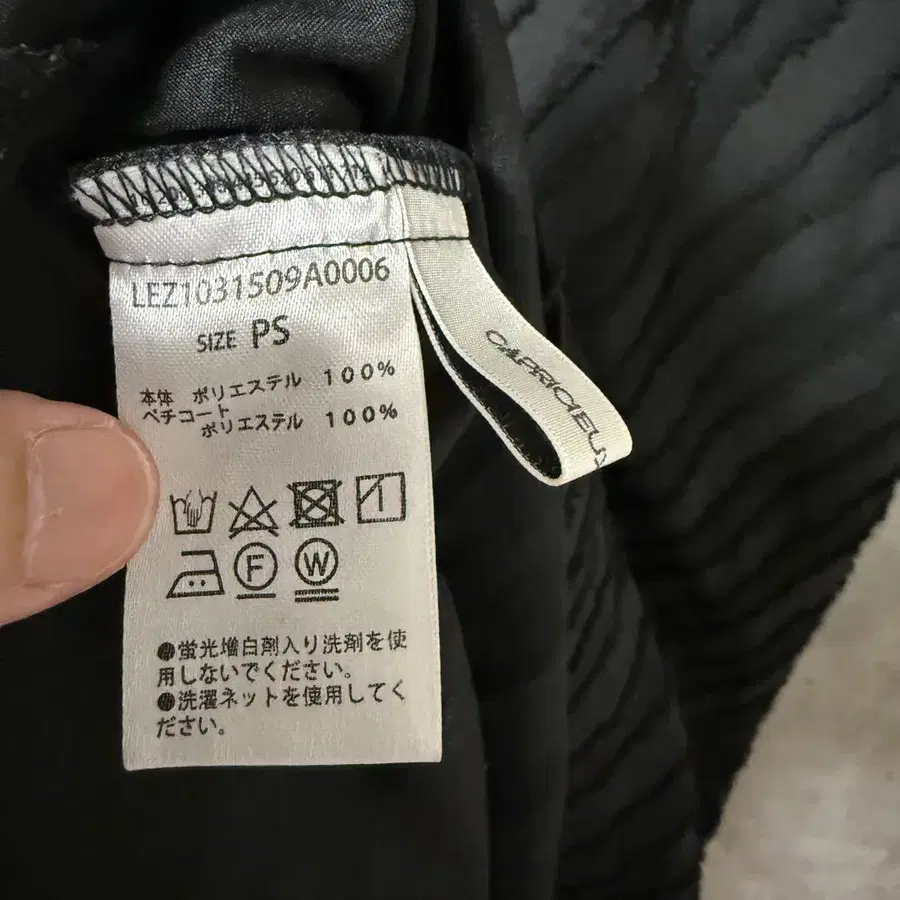 LEZ1031509A0006
SIZE PS
本体 ポリエステル 100%
ペチコート
ポリエステル 100%
F W
●蛍光増白剤入り洗剤を使
用しないでください。
●洗濯ネットを使用してく
ださい。
CAPRICIEUX